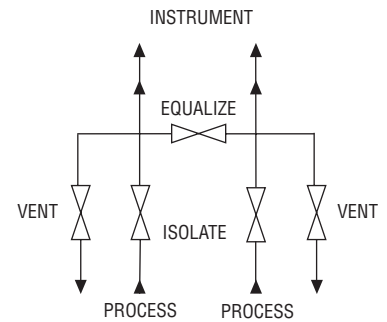 INSTRUMENT
EQUALIZE
VENT
VENT
ISOLATE
PROCESS
PROCESS